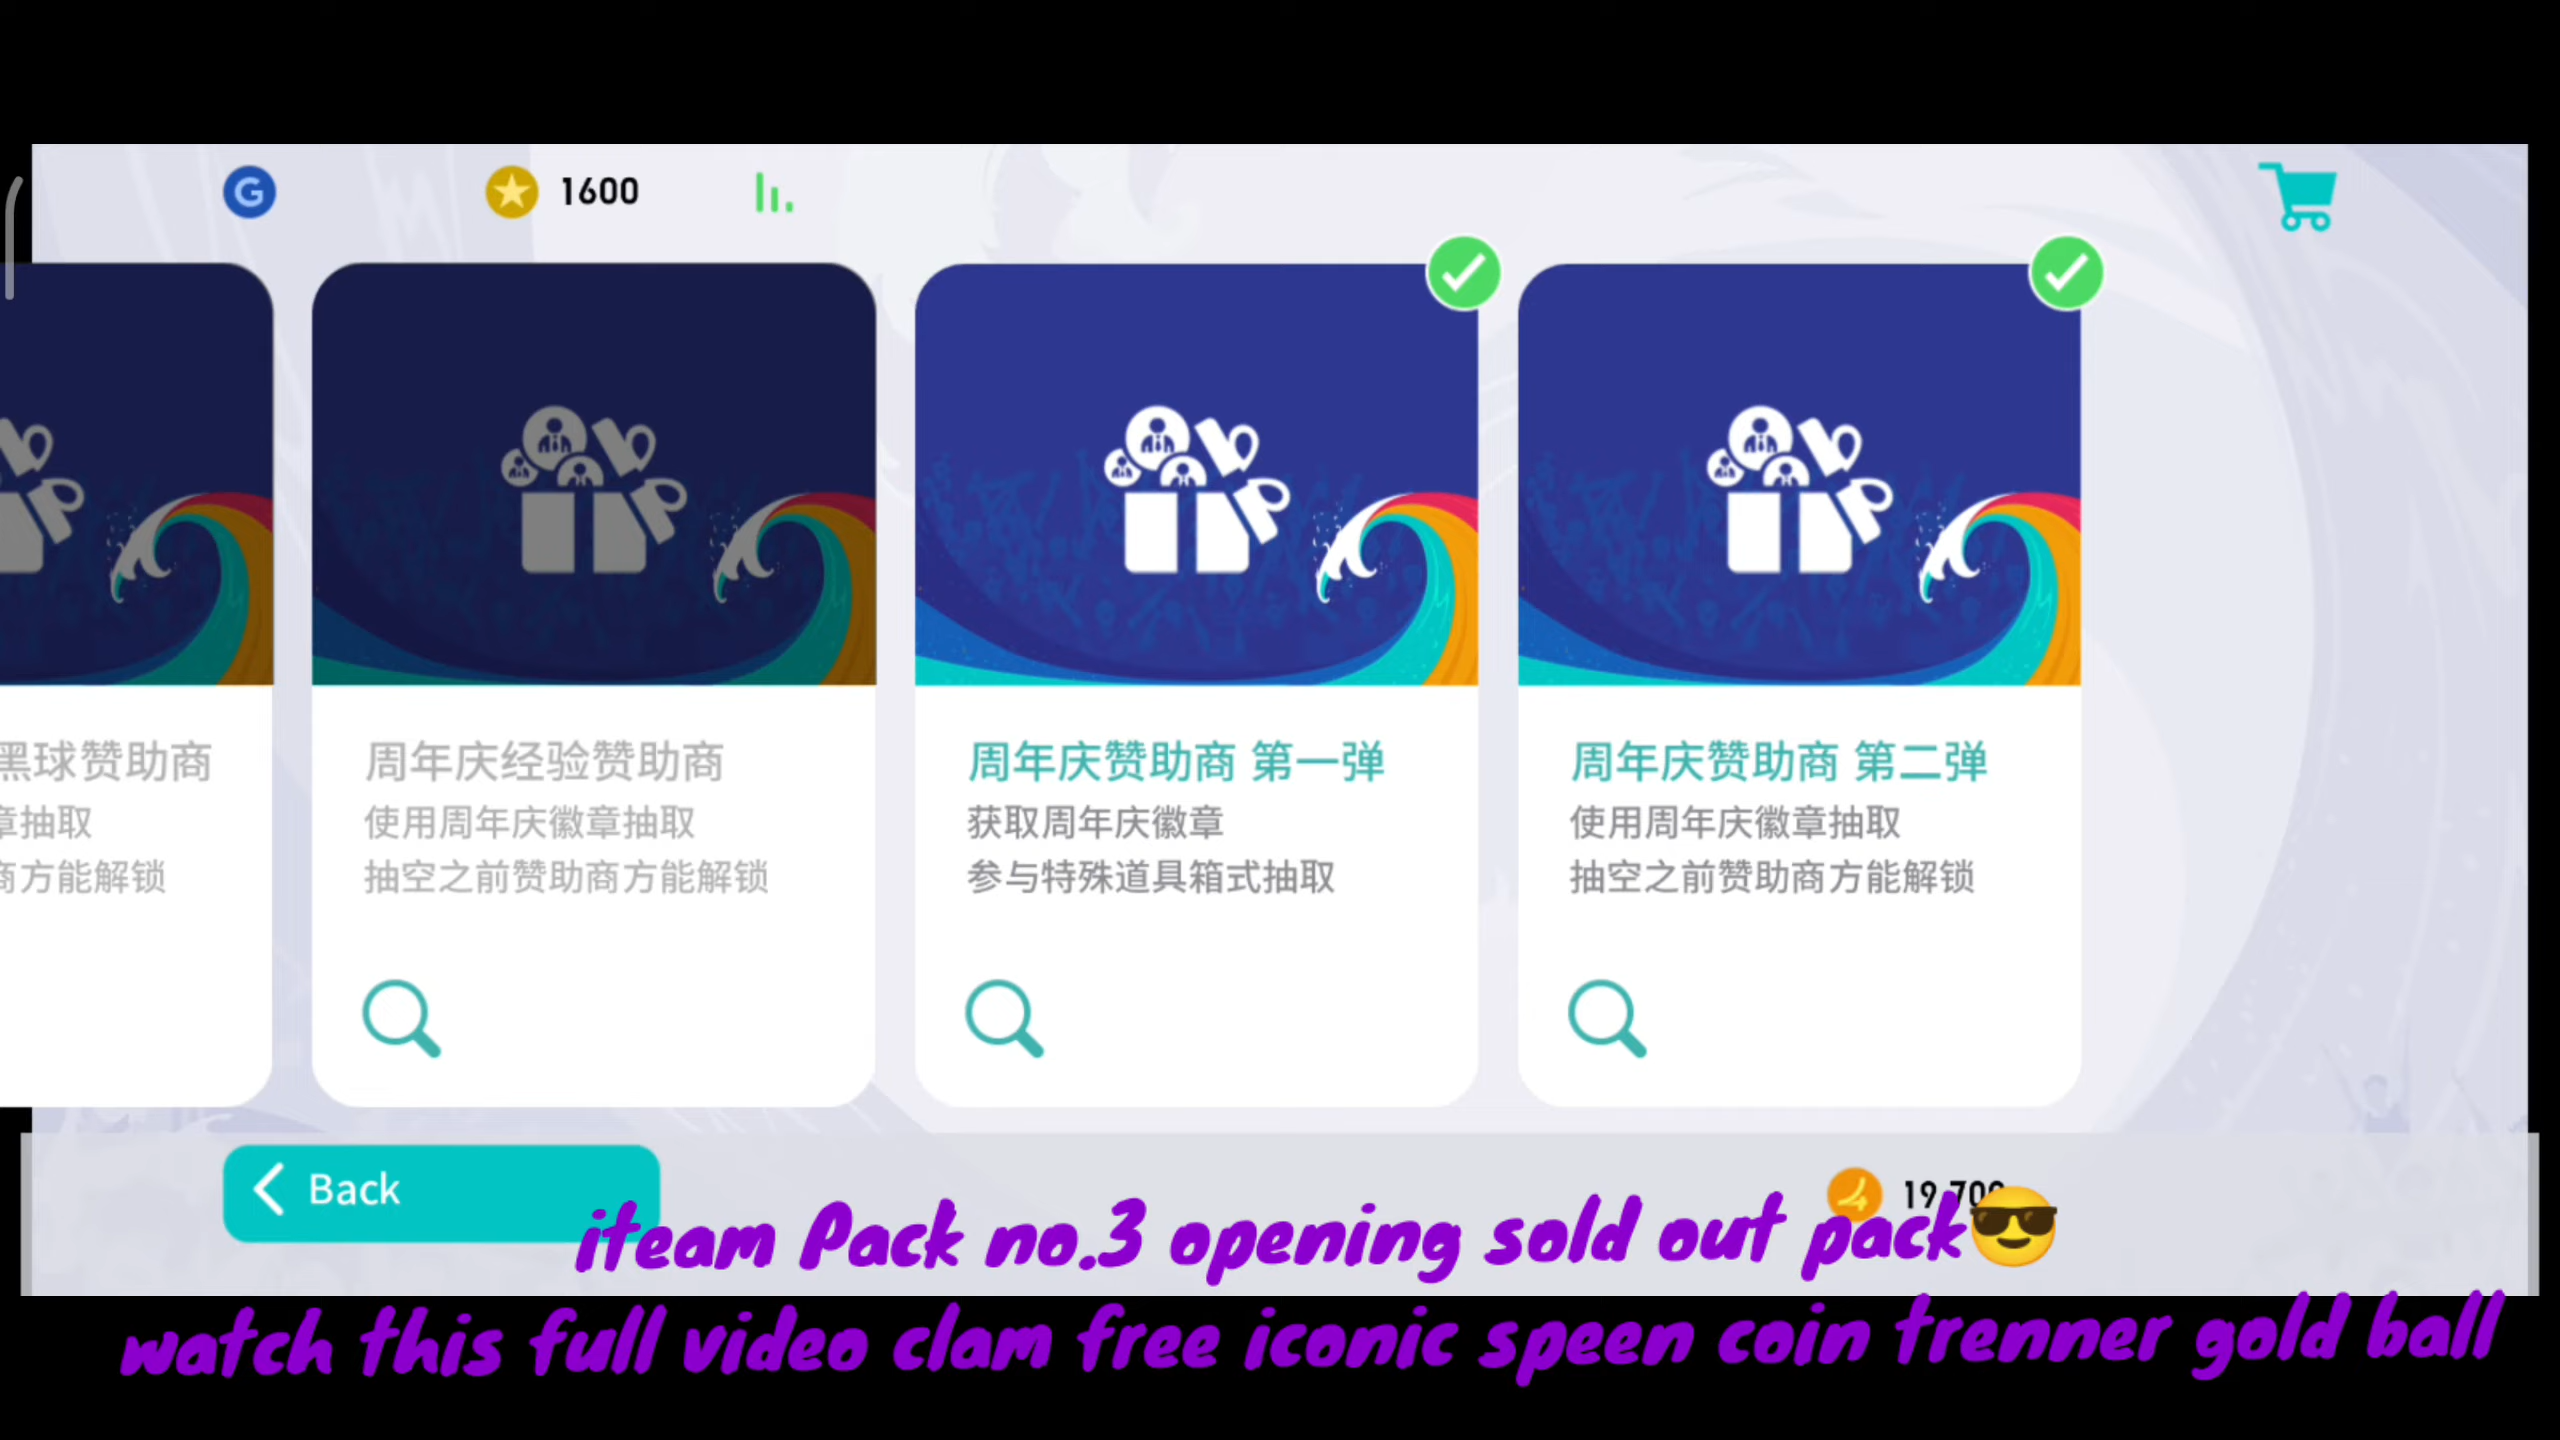 1600
黑球赞助商
章抽取
商方能解锁
周年庆经验赞助商
使用周年庆徽章抽取
抽空之前赞助商方能解锁
周年庆赞助商 第一弹
获取周年庆徽章
参与特殊道具箱式抽取
周年庆赞助商 第二弹
使用周年庆徽章抽取
抽空之前赞助商方能解锁
Back
19,700
iteam Pack no.3 opening sold out pack😎
watch this full video clam free iconic speen coin trenner gold ball